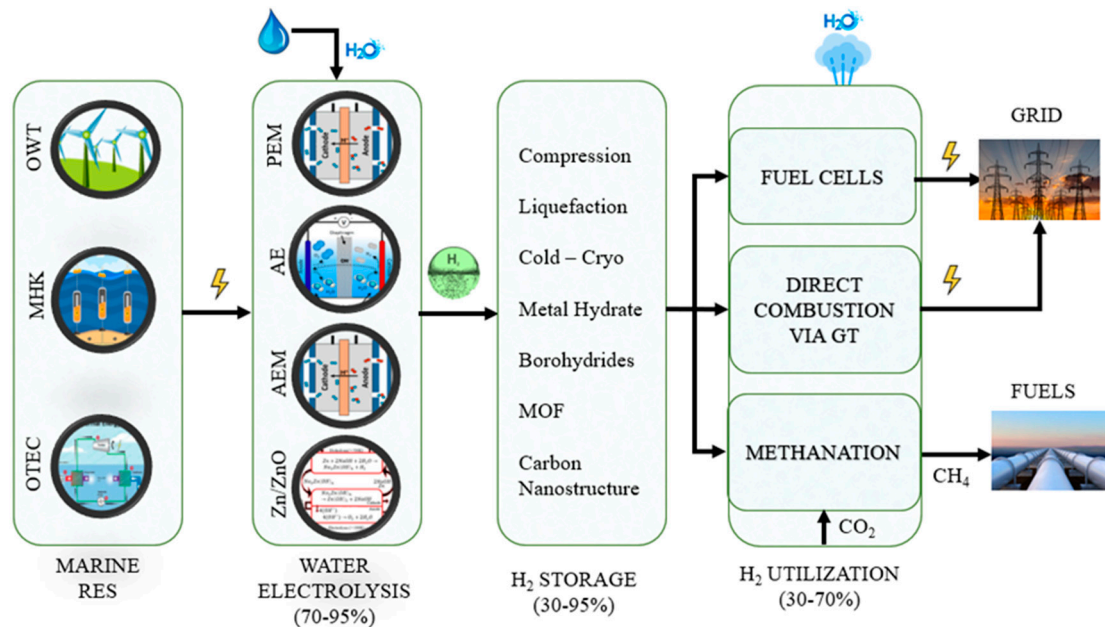 H₂O
H₂O
OWT
MHK
OTEC
MARINE
RES
PEM
Cathode
H⁺
Anode
AE
V
Diaphragm
OH
AEM
Cathode
Anode
Zn/ZnO
WATER
ELECTROLYSIS
(70-95%)
H₂
Compression
Liquefaction
Cold – Cryo
Metal Hydrate
Borohydrides
MOF
Carbon
Nanostructure
H₂ STORAGE
(30-95%)
FUEL CELLS
DIRECT
COMBUSTION
VIA GT
METHANATION
CO₂
H₂ UTILIZATION
(30-70%)
GRID
FUELS
CH₄